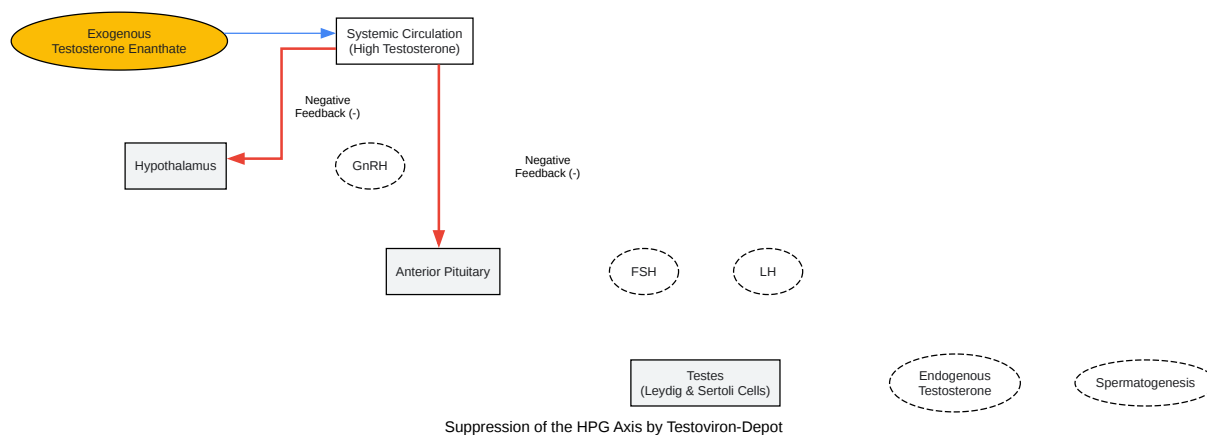 Exogenous
Testosterone Enanthate
Systemic Circulation
(High Testosterone)
Negative
Feedback (-)
Hypothalamus
GnRH
Negative
Feedback (-)
Anterior Pituitary
FSH
LH
Testes
(Leydig & Sertoli Cells)
Endogenous
Testosterone
Spermatogenesis
Suppression of the HPG Axis by Testoviron-Depot